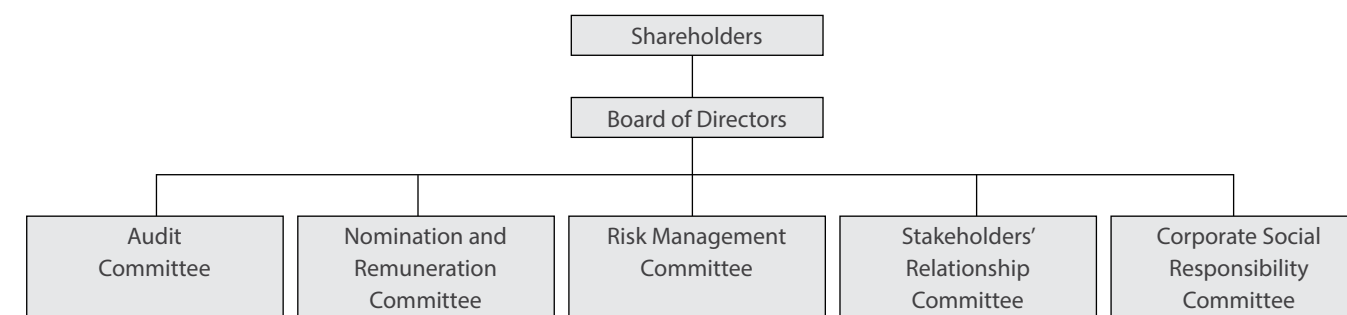 Shareholders
Board of Directors
Audit
Committee
Nomination and
Remuneration
Committee
Risk Management
Committee
Stakeholders’
Relationship
Committee
Corporate Social
Responsibility
Committee